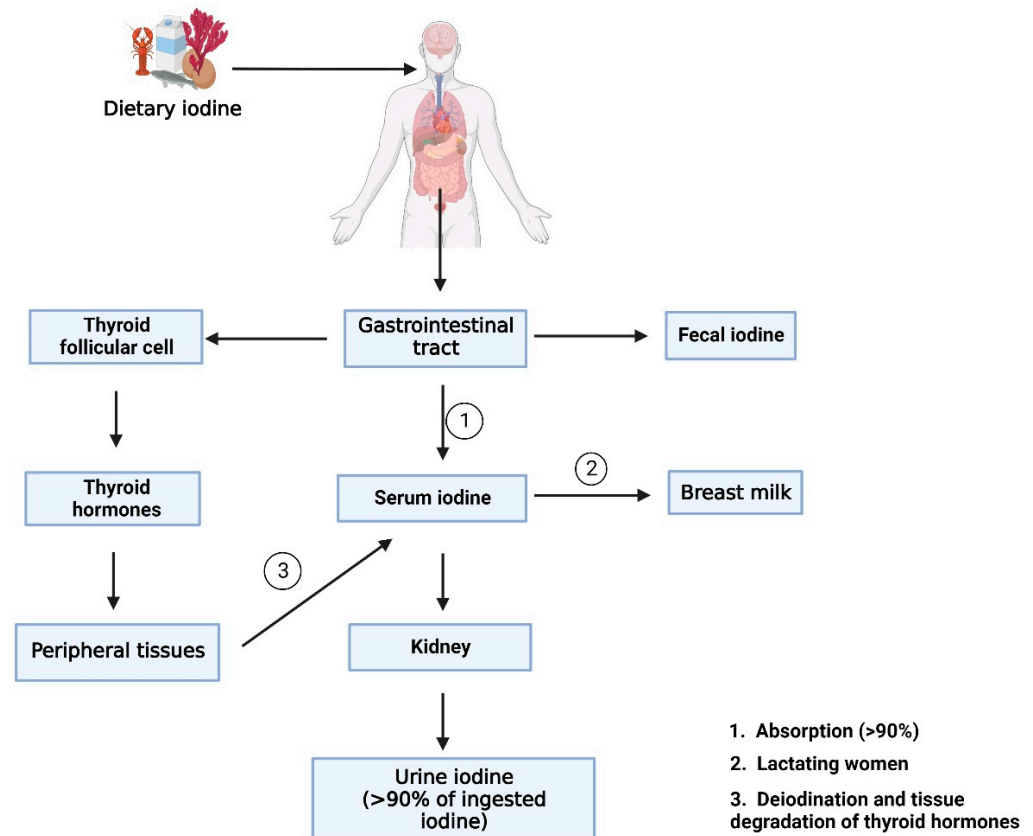 Dietary iodine
Thyroid
follicular cell
Gastrointestinal
tract
Fecal iodine
1
Thyroid
hormones
Serum iodine
2
Breast milk
3
Peripheral tissues
Kidney
Urine iodine
(>90% of ingested
iodine)
1. Absorption (>90%)
2. Lactating women
3. Deiodination and tissue
degradation of thyroid hormones